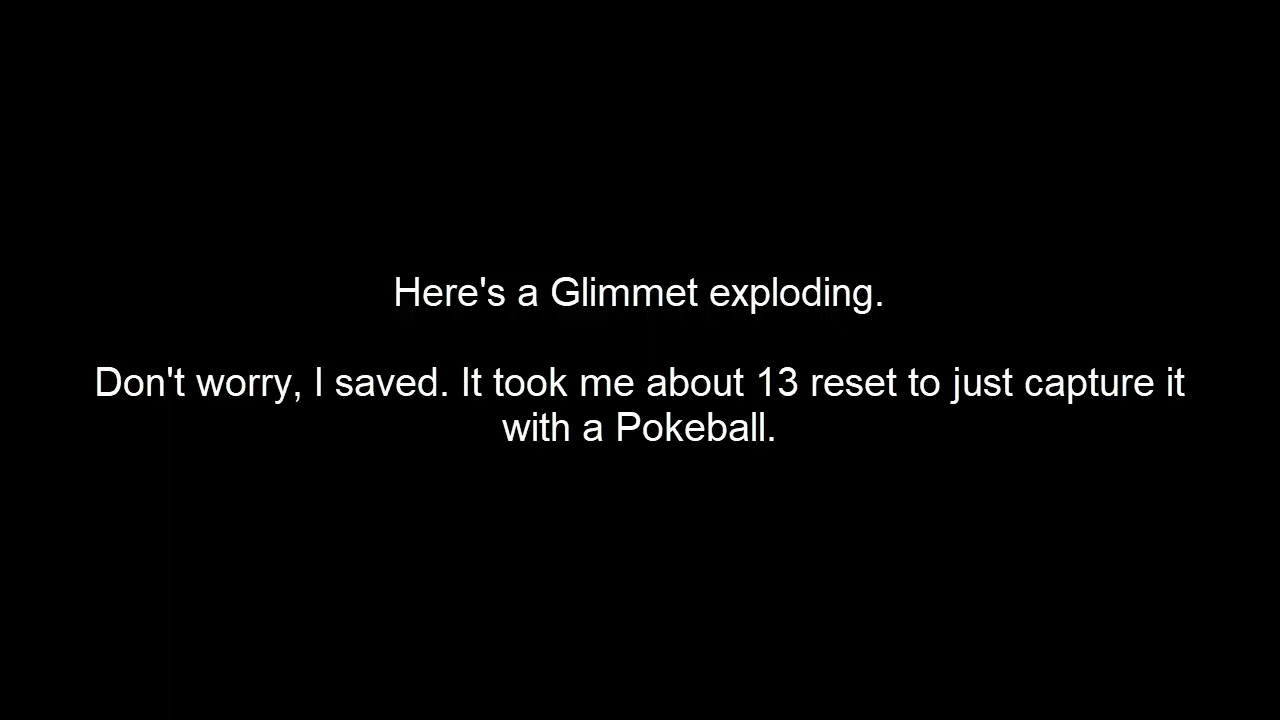 Here's a Glimmet exploding.
Don't worry, I saved. It took me about 13 reset to just capture it
with a Pokeball.